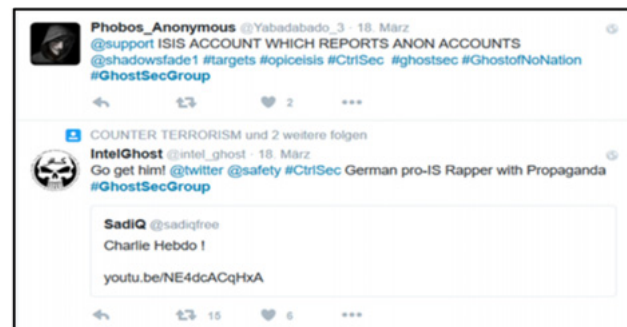 Phobos_Anonymous @Yabadabado_3 · 18. März
@support ISIS ACCOUNT WHICH REPORTS ANON ACCOUNTS
@shadowsfade1 #targets #opiceisis #CtrlSec #ghostsec #GhostofNoNation
#GhostSecGroup
2
COUNTER TERRORISM und 2 weitere folgen
IntelGhost @intel_ghost · 18. März
Go get him! @twitter @safety #CtrlSec German pro-IS Rapper with Propaganda
#GhostSecGroup
SadiQ @sadiqfree
Charlie Hebdo !
youtu.be/NE4dcACqHxA
15 6